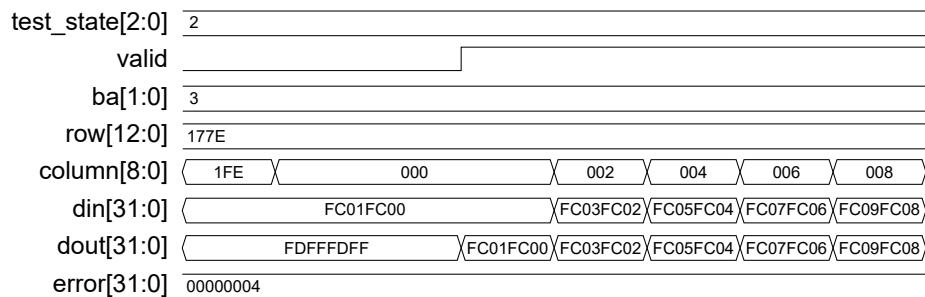 test_state[2:0] 2
valid
ba[1:0] 3
row[12:0] 177E
column[8:0] 1FE 000 002 004 006 008
din[31:0] FC01FC00 FC03FC02 FC05FC04 FC07FC06 FC09FC08
dout[31:0] FDFFFDFF FC01FC00 FC03FC02 FC05FC04 FC07FC06 FC09FC08
error[31:0] 00000004